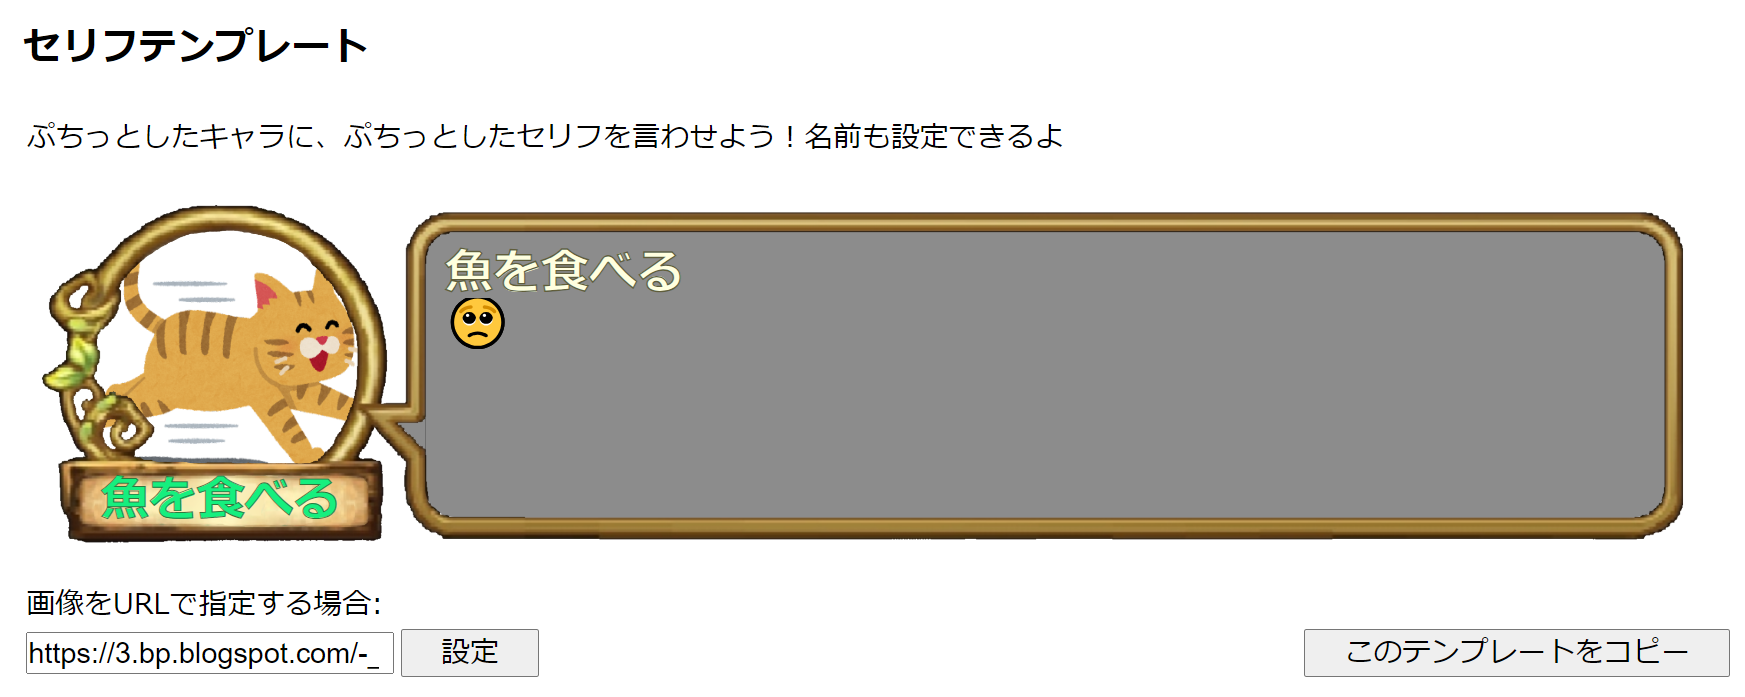 セリフテンプレート
ぷちっとしたキャラに、ぷちっとしたセリフを言わせよう！名前も設定できるよ
魚を食べる
🥺
魚を食べる
画像をURLで指定する場合:
https://3.bp.blogspot.com/-_ 設定 このテンプレートをコピー